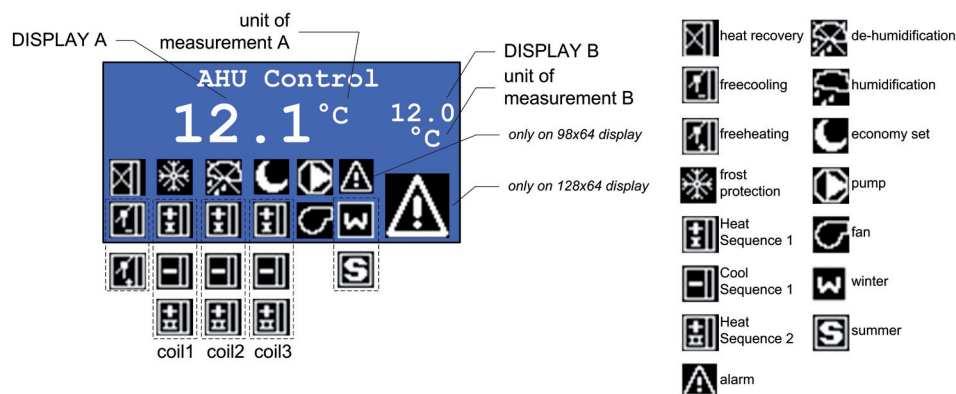 unit of
measurement A
DISPLAY A
DISPLAY B
unit of
measurement B
AHU Control
12.1 °C
12.0
°C
only on 98x64 display
only on 128x64 display
W
S
coil1 coil2 coil3
heat recovery
freecooling
freeheating
frost
protection
Heat
Sequence 1
Cool
Sequence 1
Heat
Sequence 2
alarm
de-humidification
humidification
economy set
pump
fan
W winter
S summer